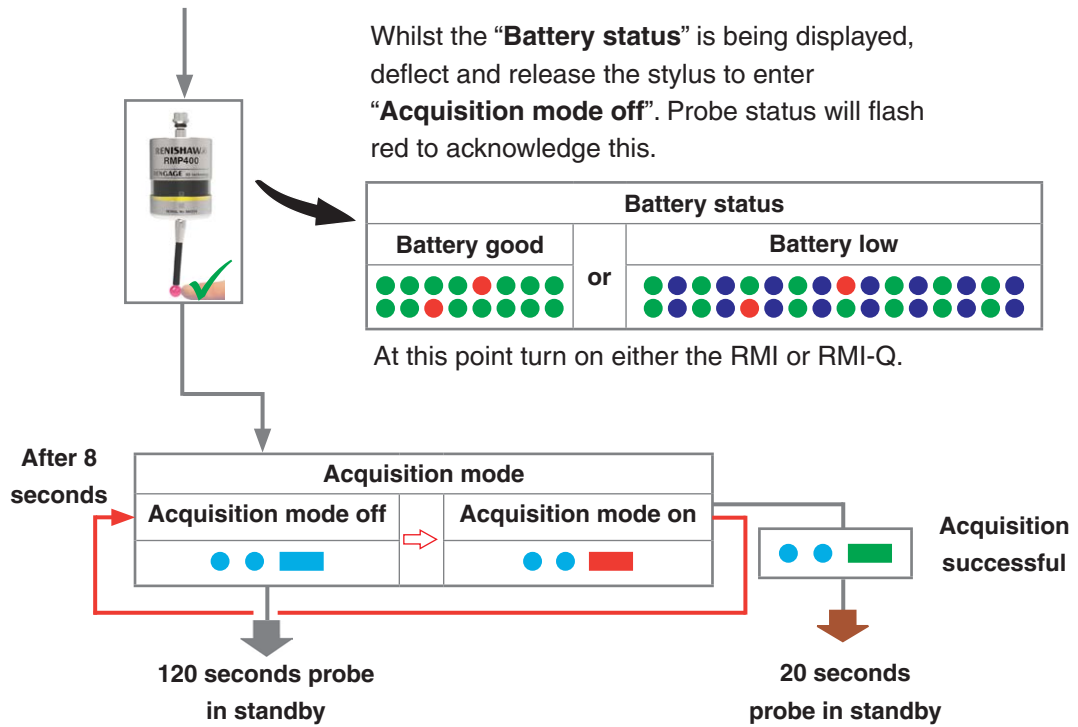 Whilst the “Battery status” is being displayed,
deflect and release the stylus to enter
“Acquisition mode off”. Probe status will flash
red to acknowledge this.
RENISHAW
RMP400
ENGAGE
Battery status
Battery good
or
Battery low
At this point turn on either the RMI or RMI-Q.
After 8
seconds
Acquisition mode
Acquisition mode off
Acquisition mode on
Acquisition
successful
120 seconds probe
in standby
20 seconds
probe in standby